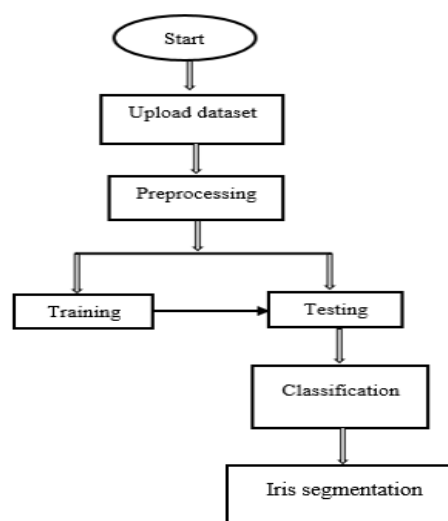 Start
Upload dataset
Preprocessing
Training
Testing
Classification
Iris segmentation